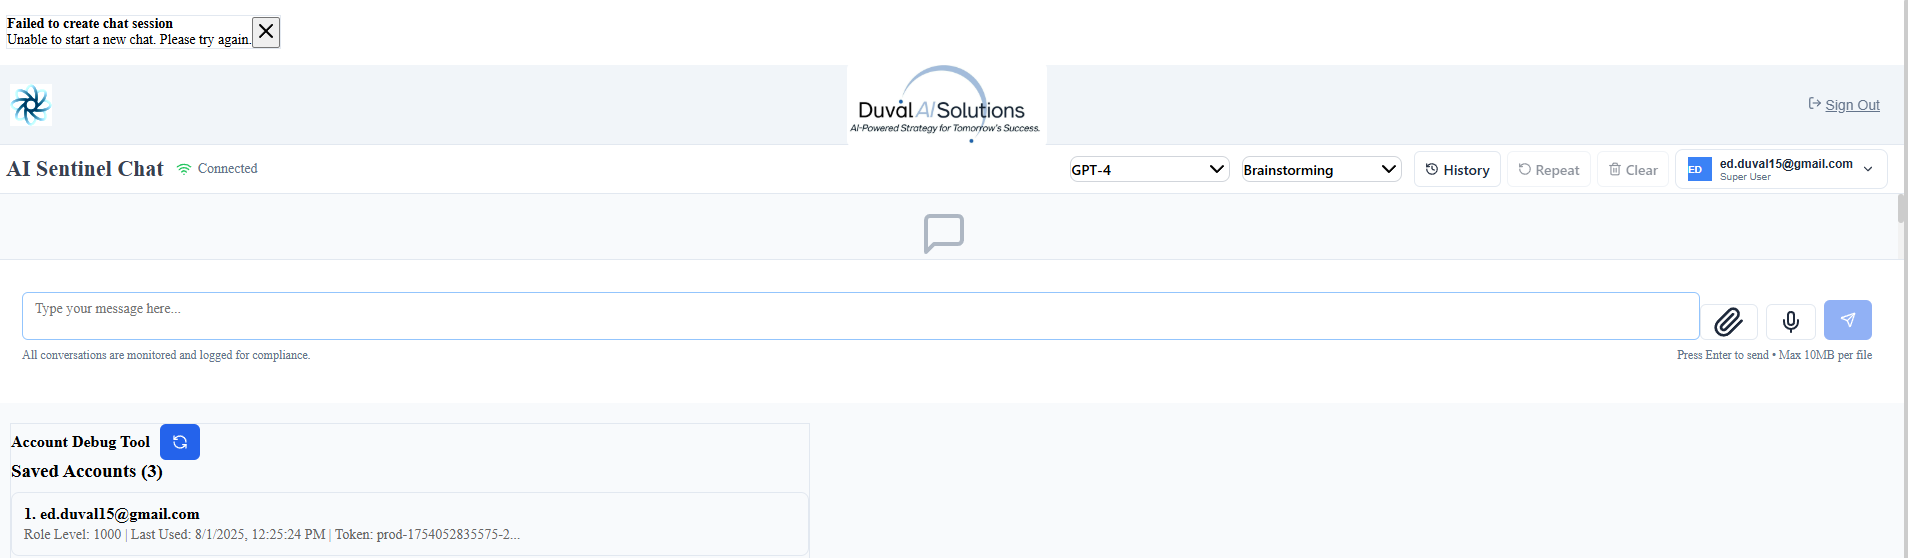 Failed to create chat session
Unable to start a new chat. Please try again.
Duval AI Solutions
AI-Powered Strategy for Tomorrow's Success.
Sign Out
AI Sentinel Chat
Connected
GPT-4
Brainstorming
History
Repeat
Clear
ED
ed.duval15@gmail.com
Super User
Type your message here...
All conversations are monitored and logged for compliance.
Press Enter to send • Max 10MB per file
Account Debug Tool
Saved Accounts (3)
1. ed.duval15@gmail.com
Role Level: 1000 | Last Used: 8/1/2025, 12:25:24 PM | Token: prod-1754052835575-2...